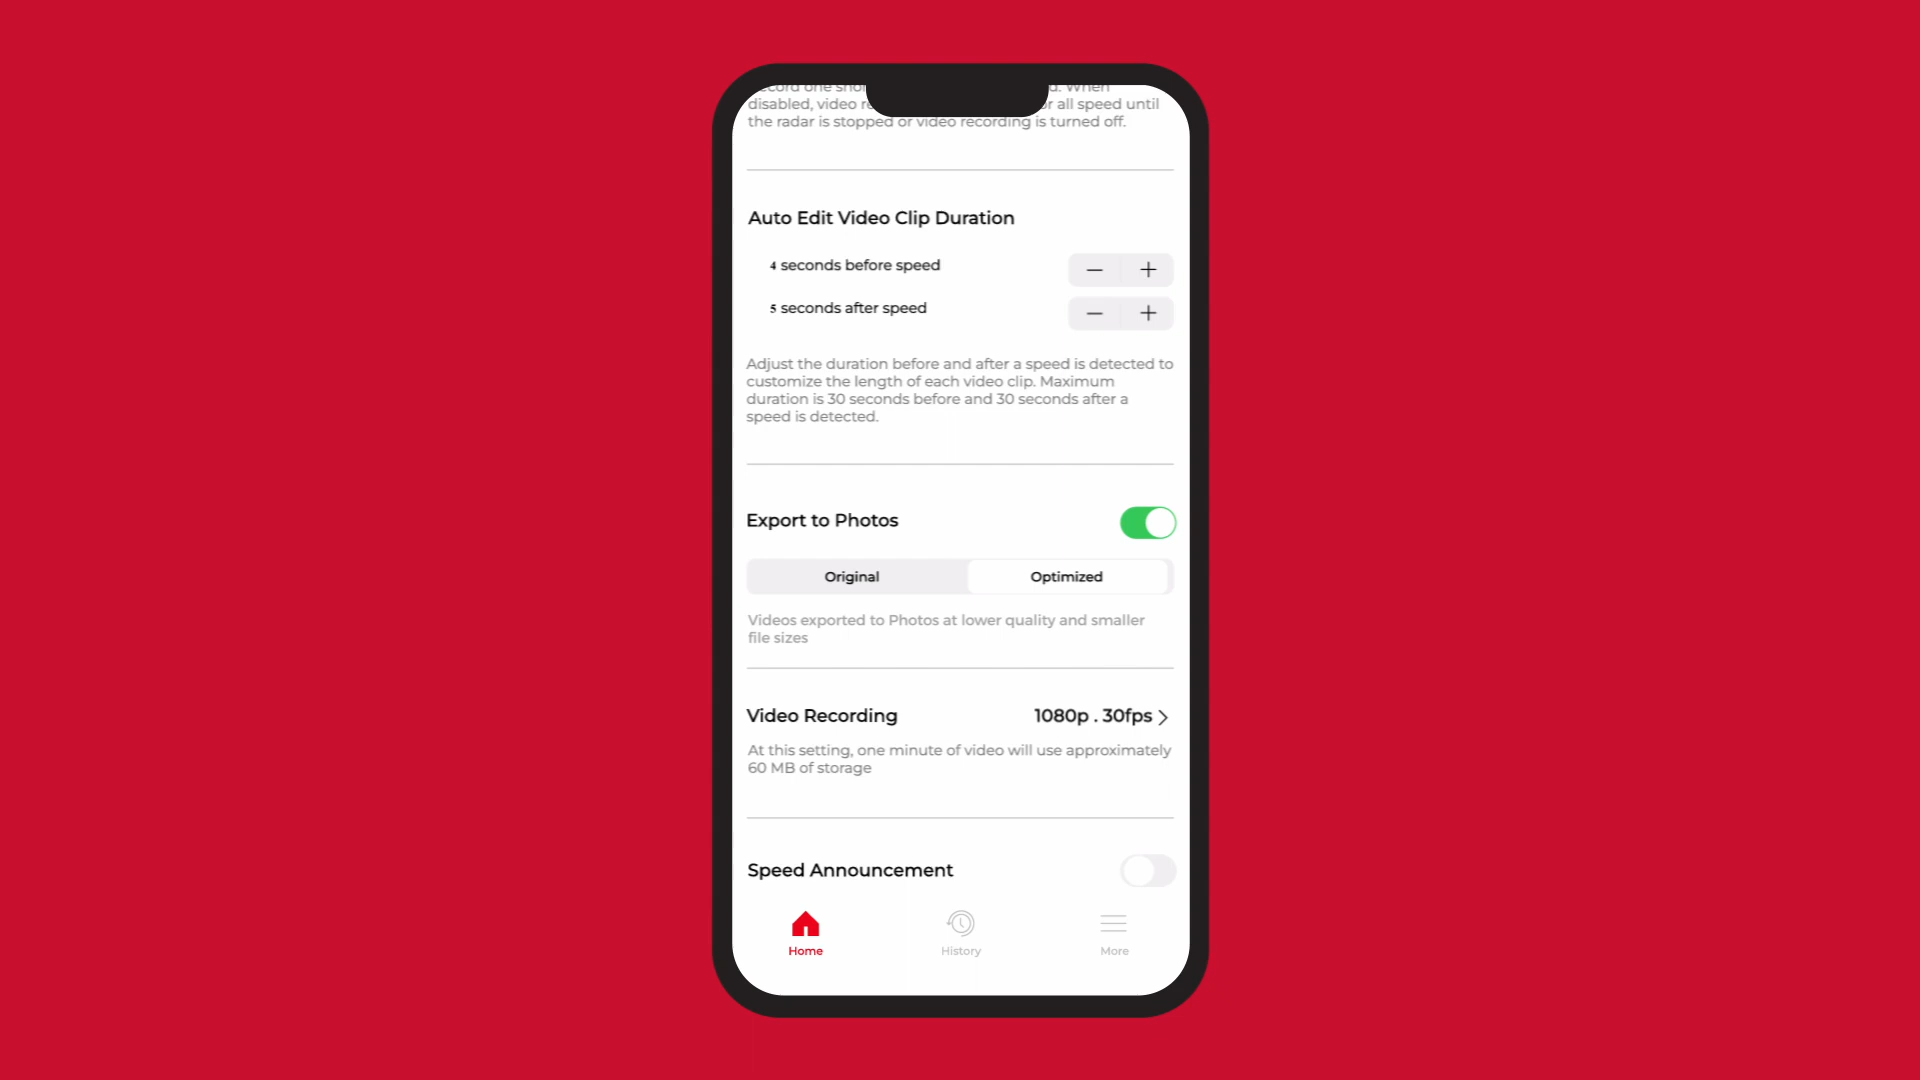 record one
d. When
disabled, video
r all speed until
the radar is stopped or video recording is turned off.
Auto Edit Video Clip Duration
4 seconds before speed
− +
5 seconds after speed
− +
Adjust the duration before and after a speed is detected to
customize the length of each video clip. Maximum
duration is 30 seconds before and 30 seconds after a
speed is detected.
Export to Photos
Original Optimized
Videos exported to Photos at lower quality and smaller
file sizes
Video Recording 1080p . 30fps
At this setting, one minute of video will use approximately
60 MB of storage
Speed Announcement
Home History More